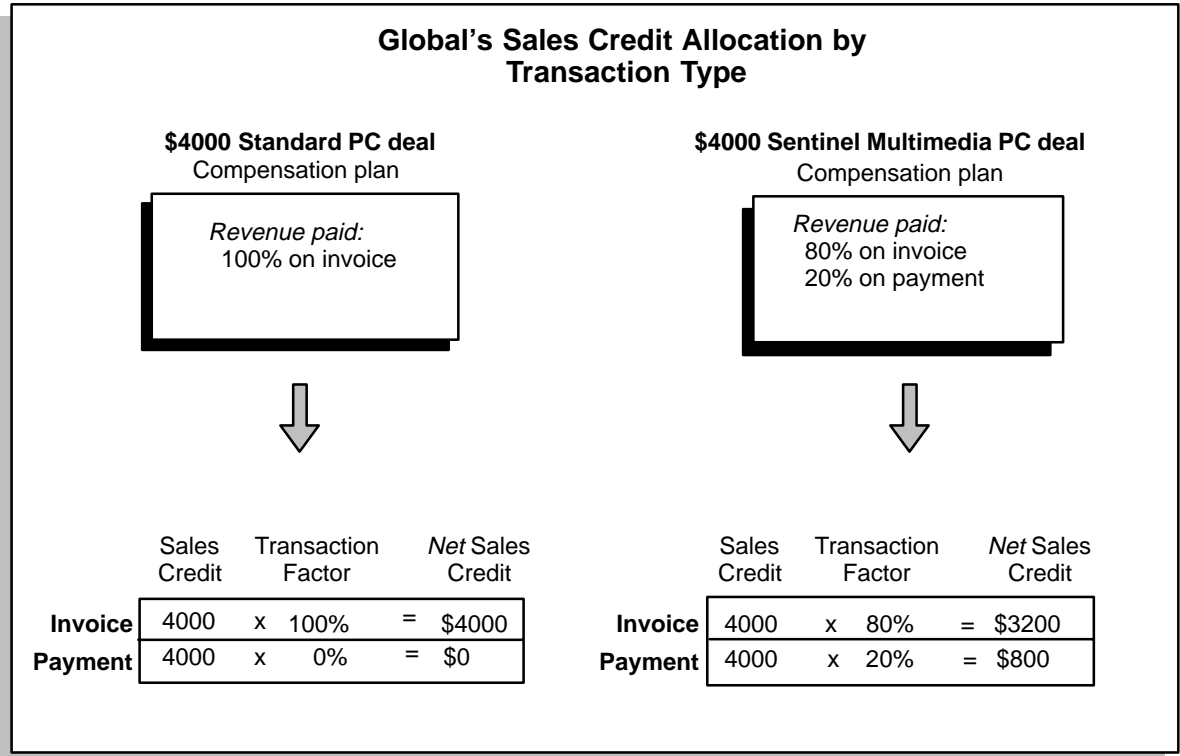 Global's Sales Credit Allocation by
Transaction Type
$4000 Standard PC deal
Compensation plan
Revenue paid:
100% on invoice
$4000 Sentinel Multimedia PC deal
Compensation plan
Revenue paid:
80% on invoice
20% on payment
Sales Transaction Net Sales
Credit Factor Credit
Invoice 4000 x 100% = $4000
Payment 4000 x 0% = $0
Sales Transaction Net Sales
Credit Factor Credit
Invoice 4000 x 80% = $3200
Payment 4000 x 20% = $800